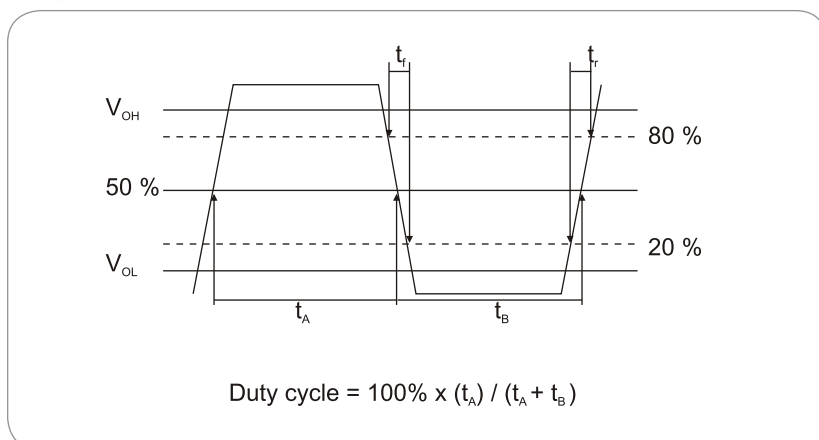 t_f t_r
V_OH
80 %
50 %
20 %
V_OL
t_A t_B
Duty cycle = 100% x (t_A) / (t_A + t_B)